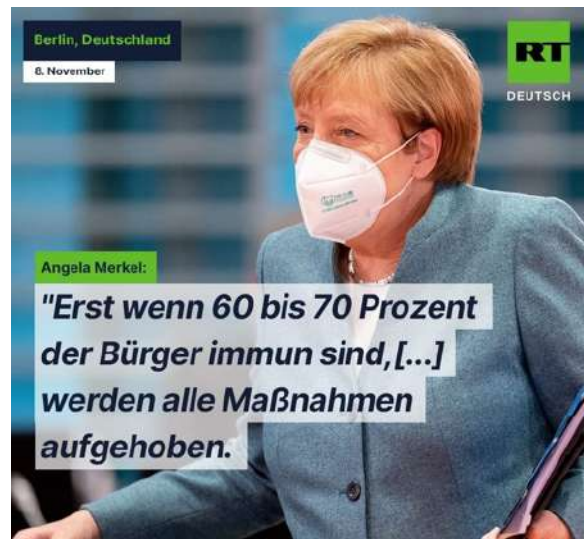 Berlin, Deutschland
8. November
RT
DEUTSCH
Angela Merkel:
"Erst wenn 60 bis 70 Prozent
der Bürger immun sind,[...]
werden alle Maßnahmen
aufgehoben.